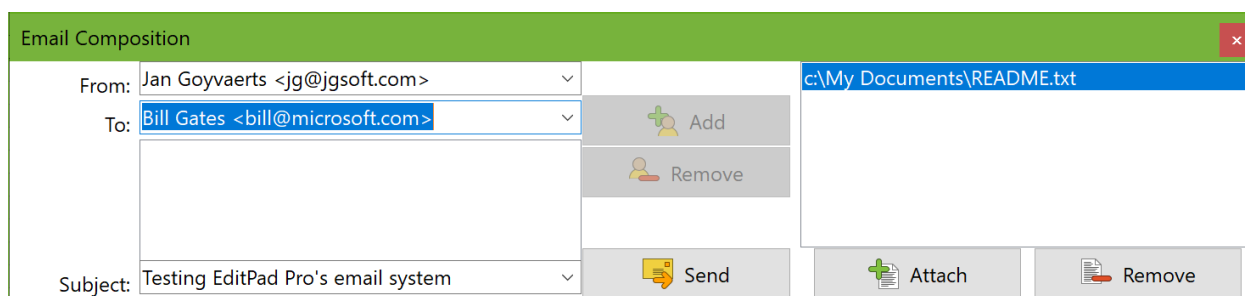 Email Composition
From: Jan Goyvaerts <jg@jgsoft.com>
c:\My Documents\README.txt
To: Bill Gates <bill@microsoft.com>
Add
Remove
Subject: Testing EditPad Pro's email system
Send
Attach
Remove